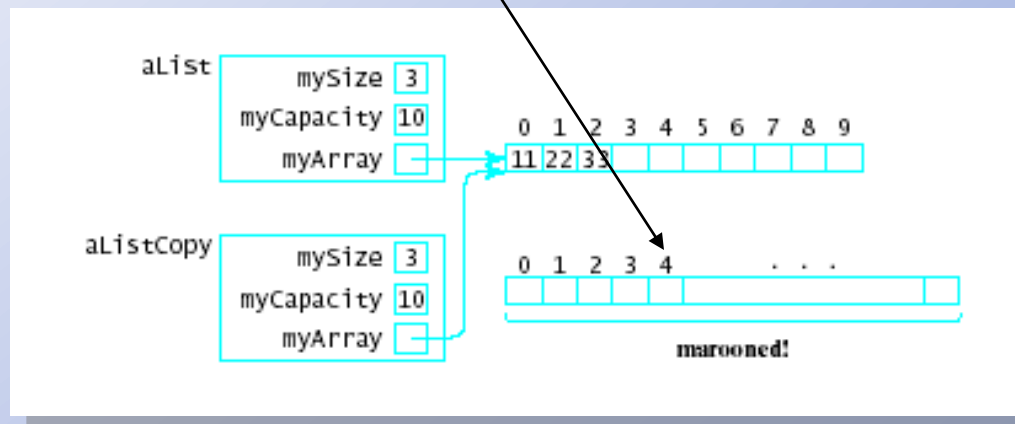 aList
mySize 3
myCapacity 10
myArray
0 1 2 3 4 5 6 7 8 9
11 22 33
aListCopy
mySize 3
myCapacity 10
myArray
0 1 2 3 4 . . .
marooned!